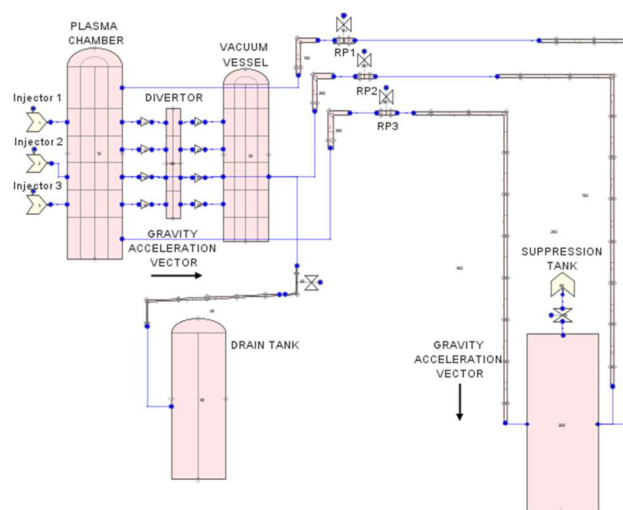 PLASMA
CHAMBER
VACUUM
VESSEL
RP1
RP2
RP3
Injector 1
DIVERTOR
Injector 2
Injector 3
GRAVITY
ACCELERATION
VECTOR
SUPPRESSION
TANK
DRAIN TANK
GRAVITY
ACCELERATION
VECTOR